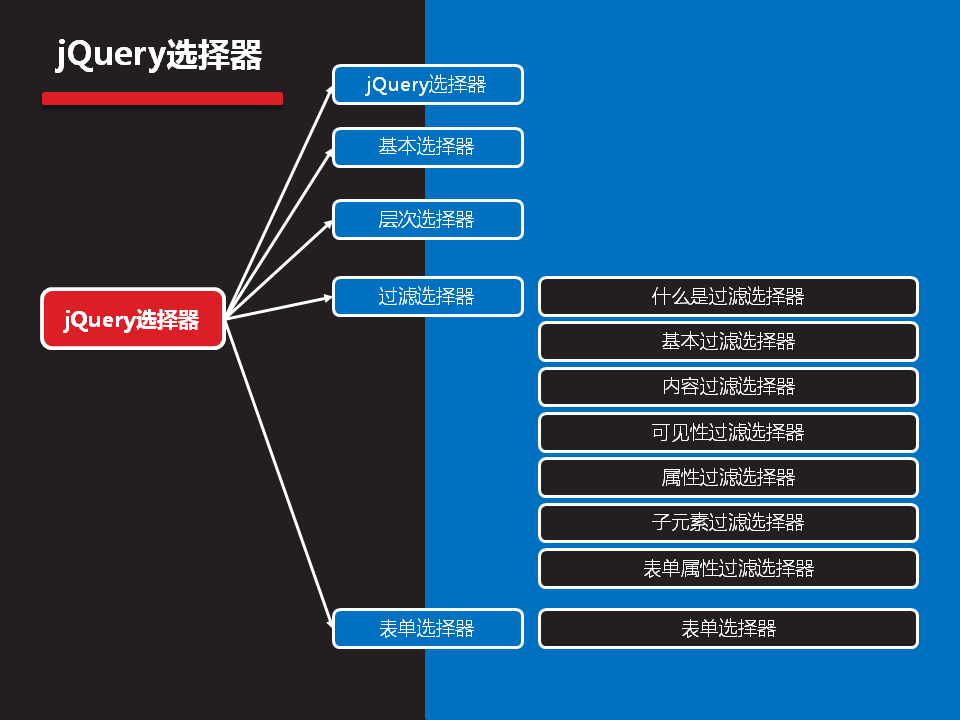 jQuery选择器
jQuery选择器
基本选择器
层次选择器
过滤选择器
什么是过滤选择器
jQuery选择器
基本过滤选择器
内容过滤选择器
可见性过滤选择器
属性过滤选择器
子元素过滤选择器
表单属性过滤选择器
表单选择器
表单选择器